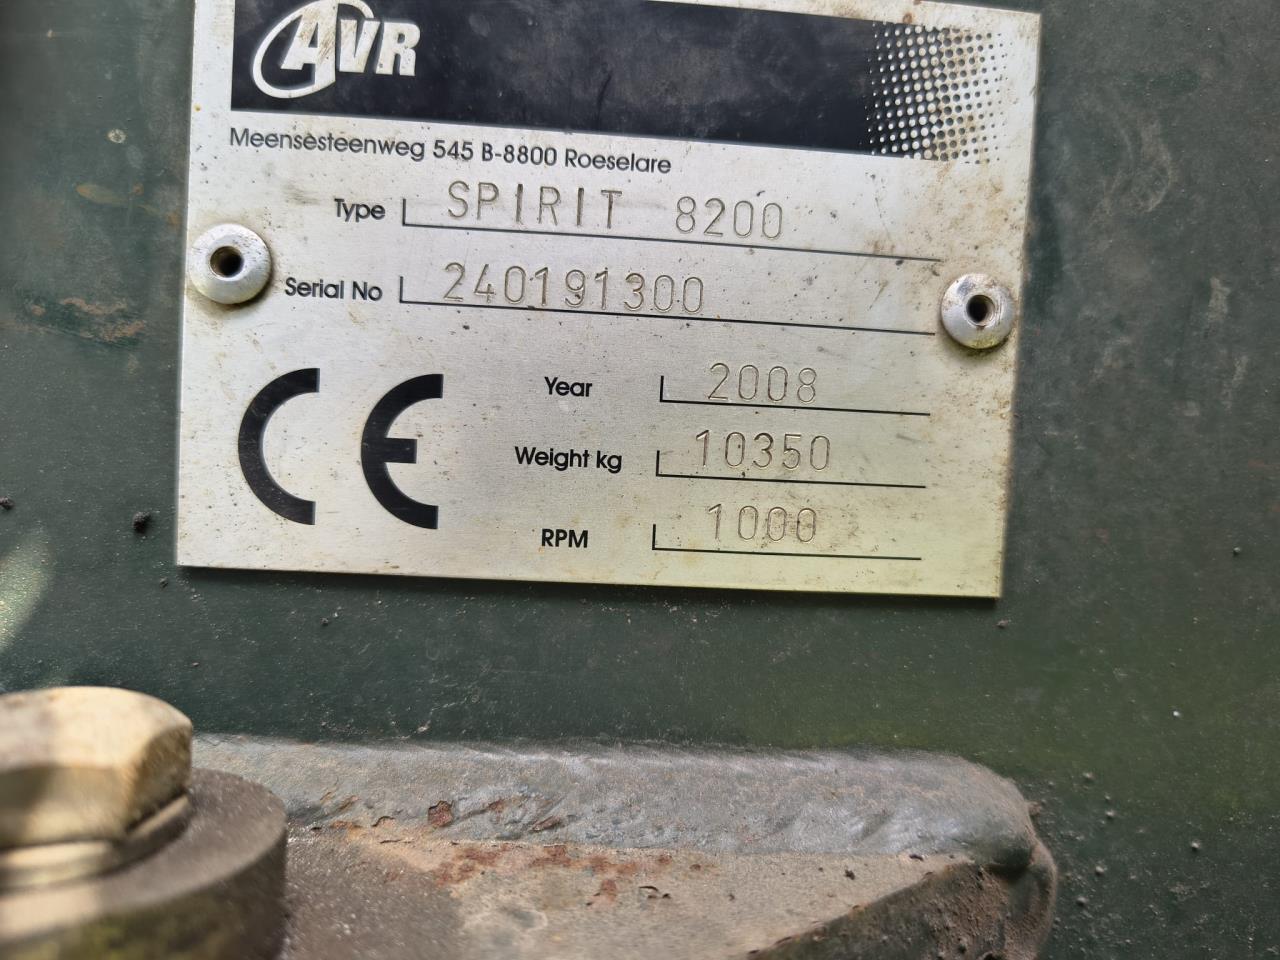 AVR
Meensesteenweg 545 B-8800 Roeselare
Type SPIRIT 8200
Serial No 240191300
CE
Year 2008
Weight kg 10350
RPM 1000